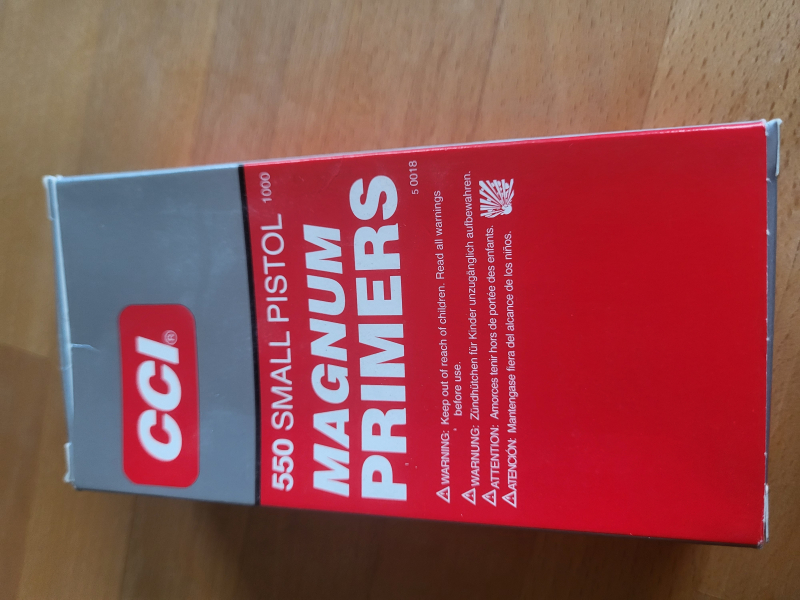 CCI®
550 SMALL PISTOL 1000
MAGNUM
PRIMERS
5 0018
WARNING: Keep out of reach of children. Read all warnings
before use.
WARNUNG: Zündhütchen für Kinder unzugänglich aufbewahren.
ATTENTION: Amorces tenir hors de portée des enfants.
ATENCIÓN: Mantengase fiera del alcance de los niños.